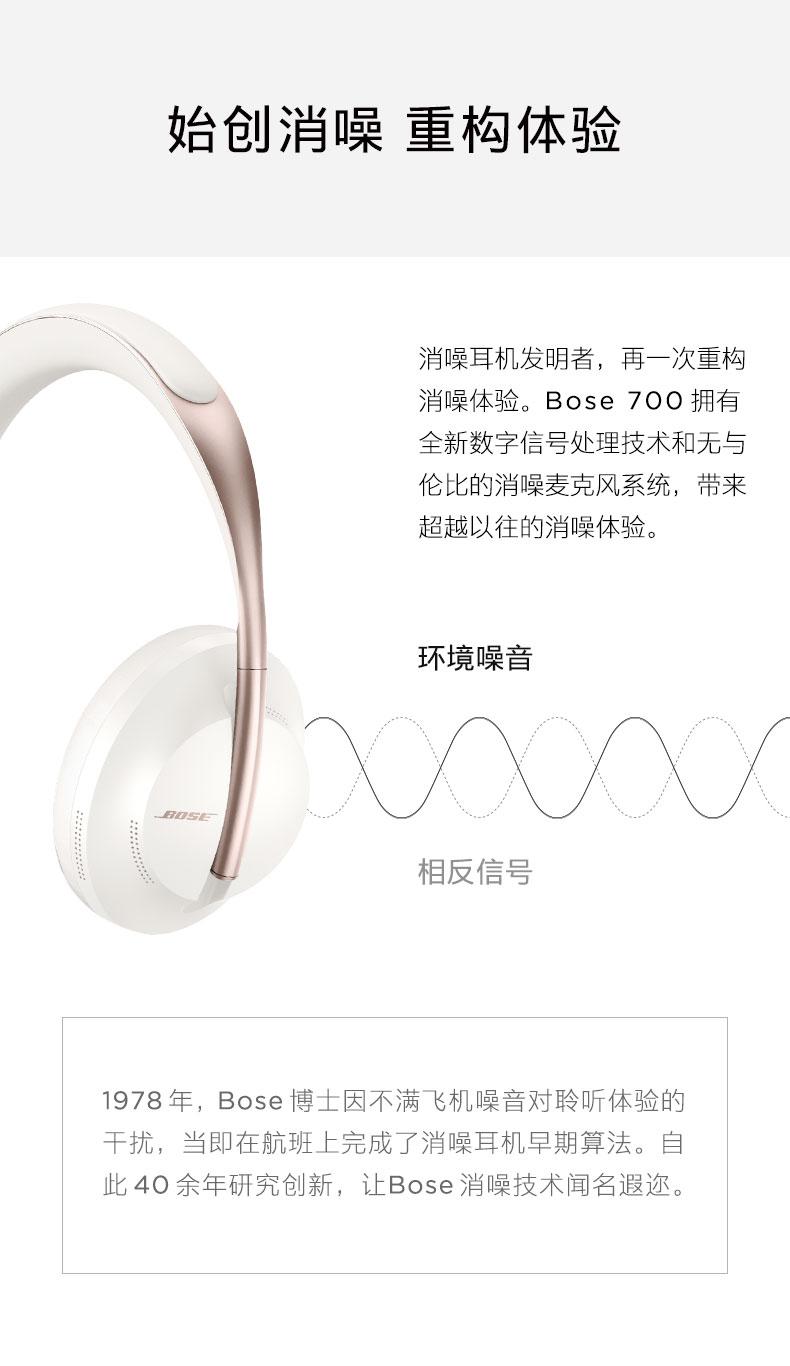 始创消噪 重构体验
消噪耳机发明者，再一次重构
消噪体验。Bose 700 拥有
全新数字信号处理技术和无与
伦比的消噪麦克风系统，带来
超越以往的消噪体验。
环境噪音
BOSE
相反信号
1978 年，Bose 博士因不满飞机噪音对聆听体验的
干扰，当即在航班上完成了消噪耳机早期算法。自
此 40 余年研究创新，让Bose 消噪技术闻名遐迩。